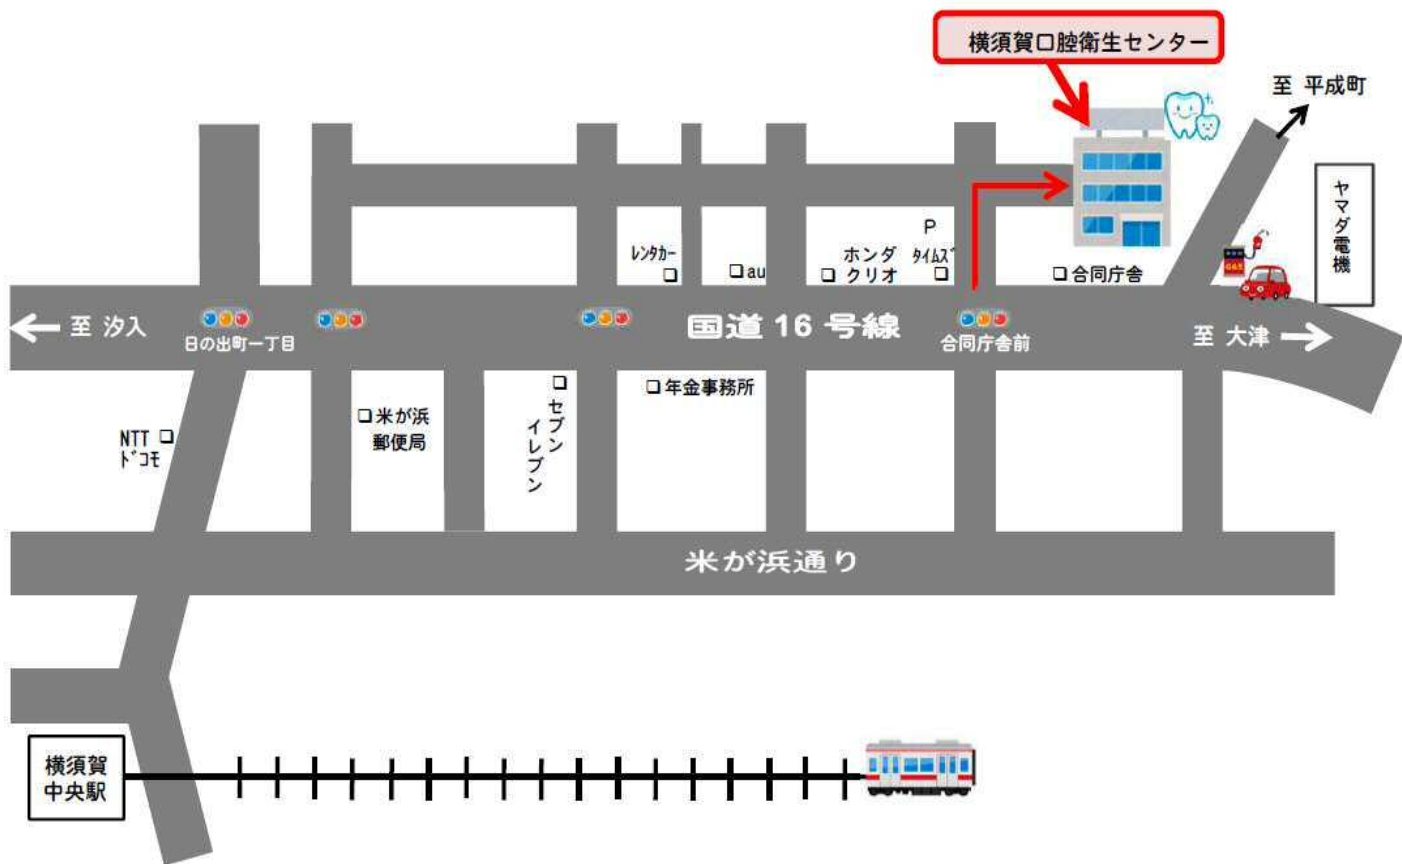 横須賀口腔衛生センター
至 平成町
ヤマダ電機
P
ﾀｲﾑｽﾞ
ﾚﾝﾀｶｰ
au
ホンダ
クリオ
合同庁舎
至 汐入
日の出町一丁目
国道 16 号線
合同庁舎前
至 大津
年金事務所
米が浜
郵便局
セブン
イレブン
NTT
ﾄﾞｺﾓ
米が浜通り
横須賀
中央駅